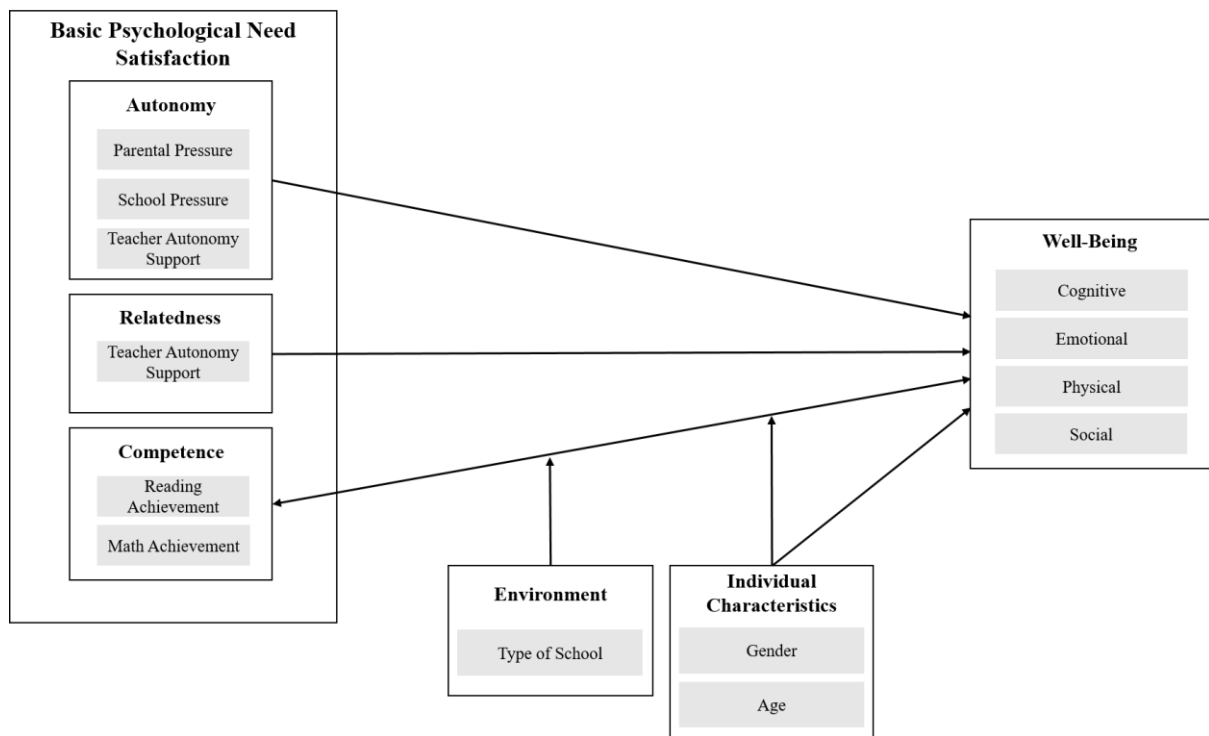 Basic Psychological Need
Satisfaction
Autonomy
Parental Pressure
School Pressure
Teacher Autonomy
Support
Relatedness
Teacher Autonomy
Support
Competence
Reading
Achievement
Math Achievement
Environment
Type of School
Individual
Characteristics
Gender
Age
Well-Being
Cognitive
Emotional
Physical
Social